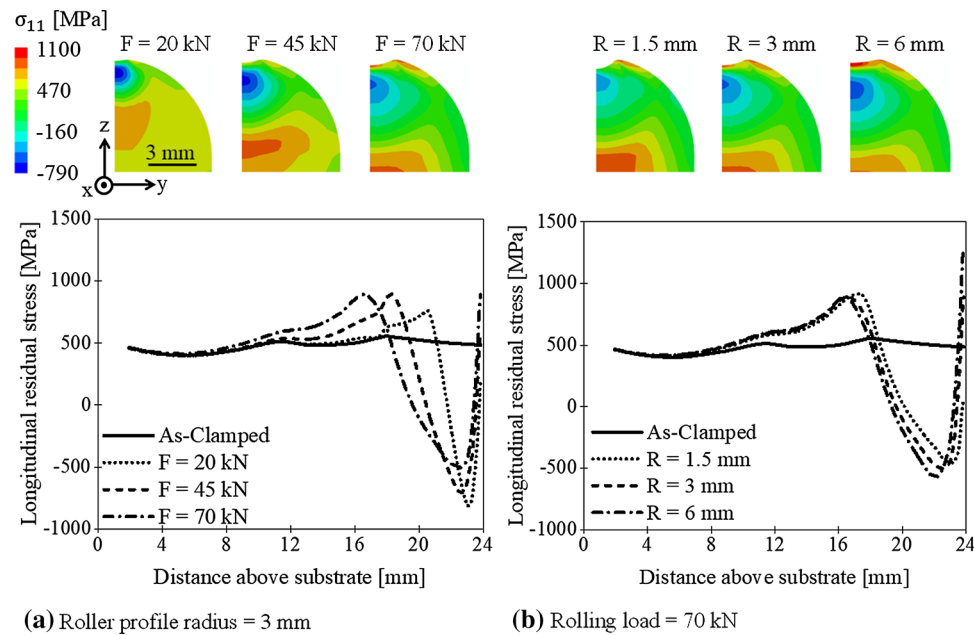 σ11 [MPa]
1100
470
-160
-790
F = 20 kN
F = 45 kN
F = 70 kN
z
x
y
3 mm
R = 1.5 mm
R = 3 mm
R = 6 mm
Longitudinal residual stress [MPa]
1500
1000
500
0
-500
-1000
As-Clamped
F = 20 kN
F = 45 kN
F = 70 kN
0 4 8 12 16 20 24
Distance above substrate [mm]
(a) Roller profile radius = 3 mm
Longitudinal residual stress [MPa]
1500
1000
500
0
-500
-1000
As-Clamped
R = 1.5 mm
R = 3 mm
R = 6 mm
0 4 8 12 16 20 24
Distance above substrate [mm]
(b) Rolling load = 70 kN